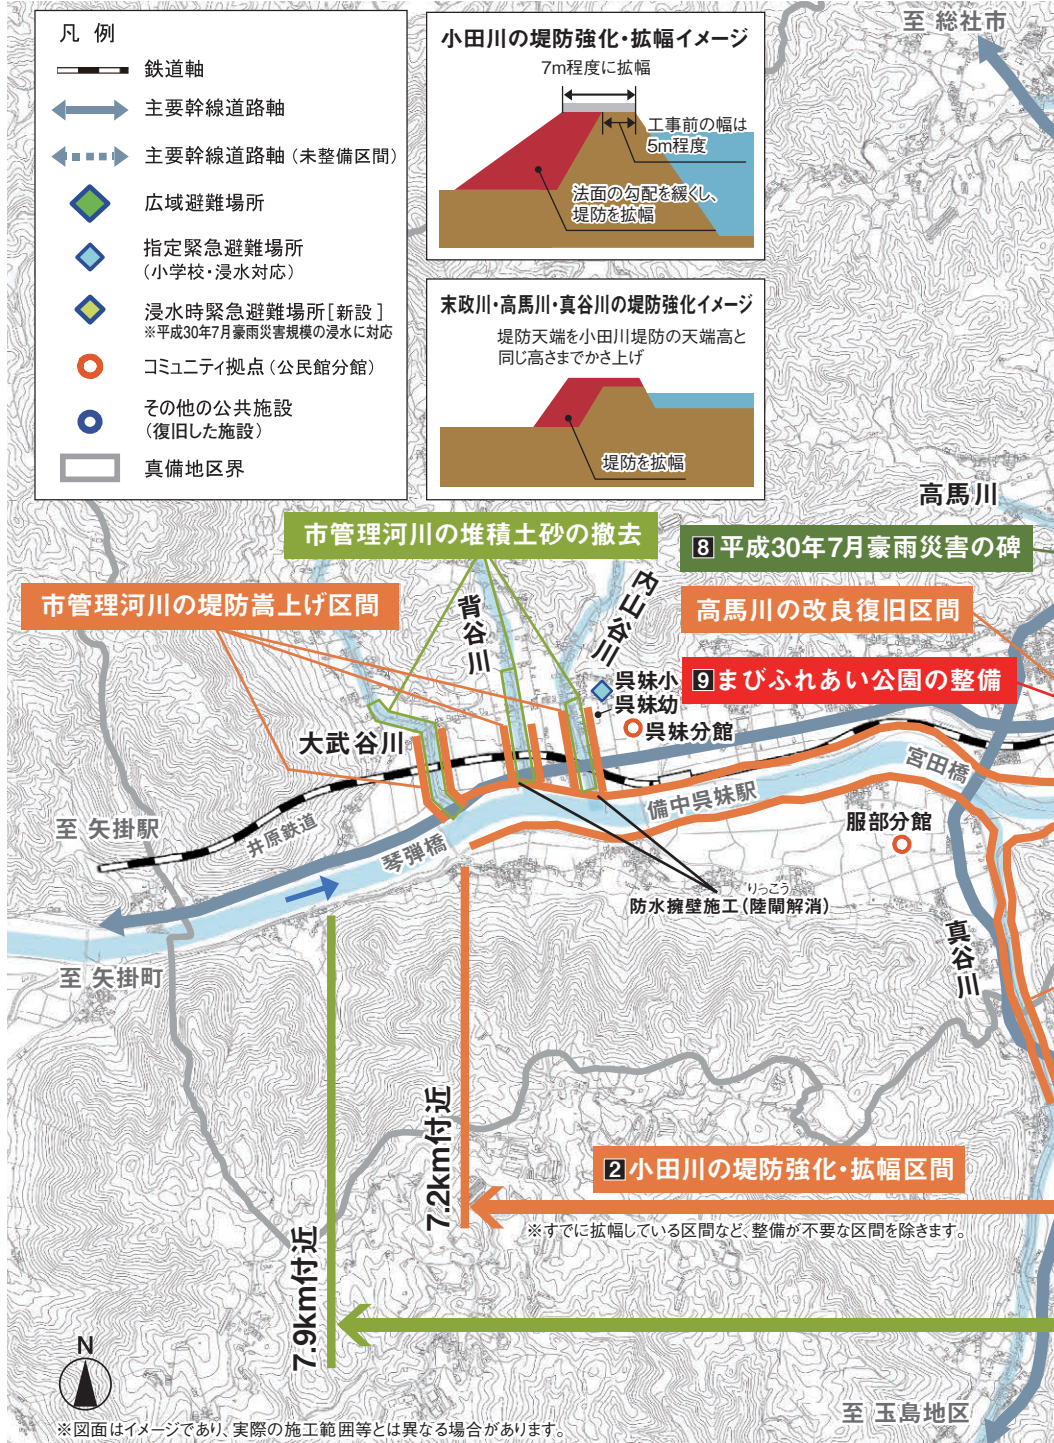 凡 例
鉄道軸
主要幹線道路軸
主要幹線道路軸（未整備区間）
広域避難場所
指定緊急避難場所
（小学校・浸水対応）
浸水時緊急避難場所［新設］
※平成30年7月豪雨災害規模の浸水に対応
コミュニティ拠点（公民館分館）
その他の公共施設
（復旧した施設）
真備地区界
小田川の堤防強化・拡幅イメージ
7m程度に拡幅
工事前の幅は
5m程度
法面の勾配を緩くし、
堤防を拡幅
末政川・高馬川・真谷川の堤防強化イメージ
堤防天端を小田川堤防の天端高と
同じ高さまでかさ上げ
堤防を拡幅
至 総社市
高馬川
市管理河川の堆積土砂の撤去
8 平成30年7月豪雨災害の碑
市管理河川の堤防嵩上げ区間
背谷川
内山谷川
高馬川の改良復旧区間
呉妹小
呉妹幼
9 まびふれあい公園の整備
呉妹分館
大武谷川
宮田橋
備中呉妹駅
至 矢掛駅
井原鉄道
琴弾橋
服部分館
りっこう
防水擁壁施工（陸閘解消）
真谷川
至 矢掛町
7.2km付近
2 小田川の堤防強化・拡幅区間
※すでに拡幅している区間など、整備が不要な区間を除きます。
7.9km付近
N
至 玉島地区
※図面はイメージであり、実際の施工範囲等とは異なる場合があります。